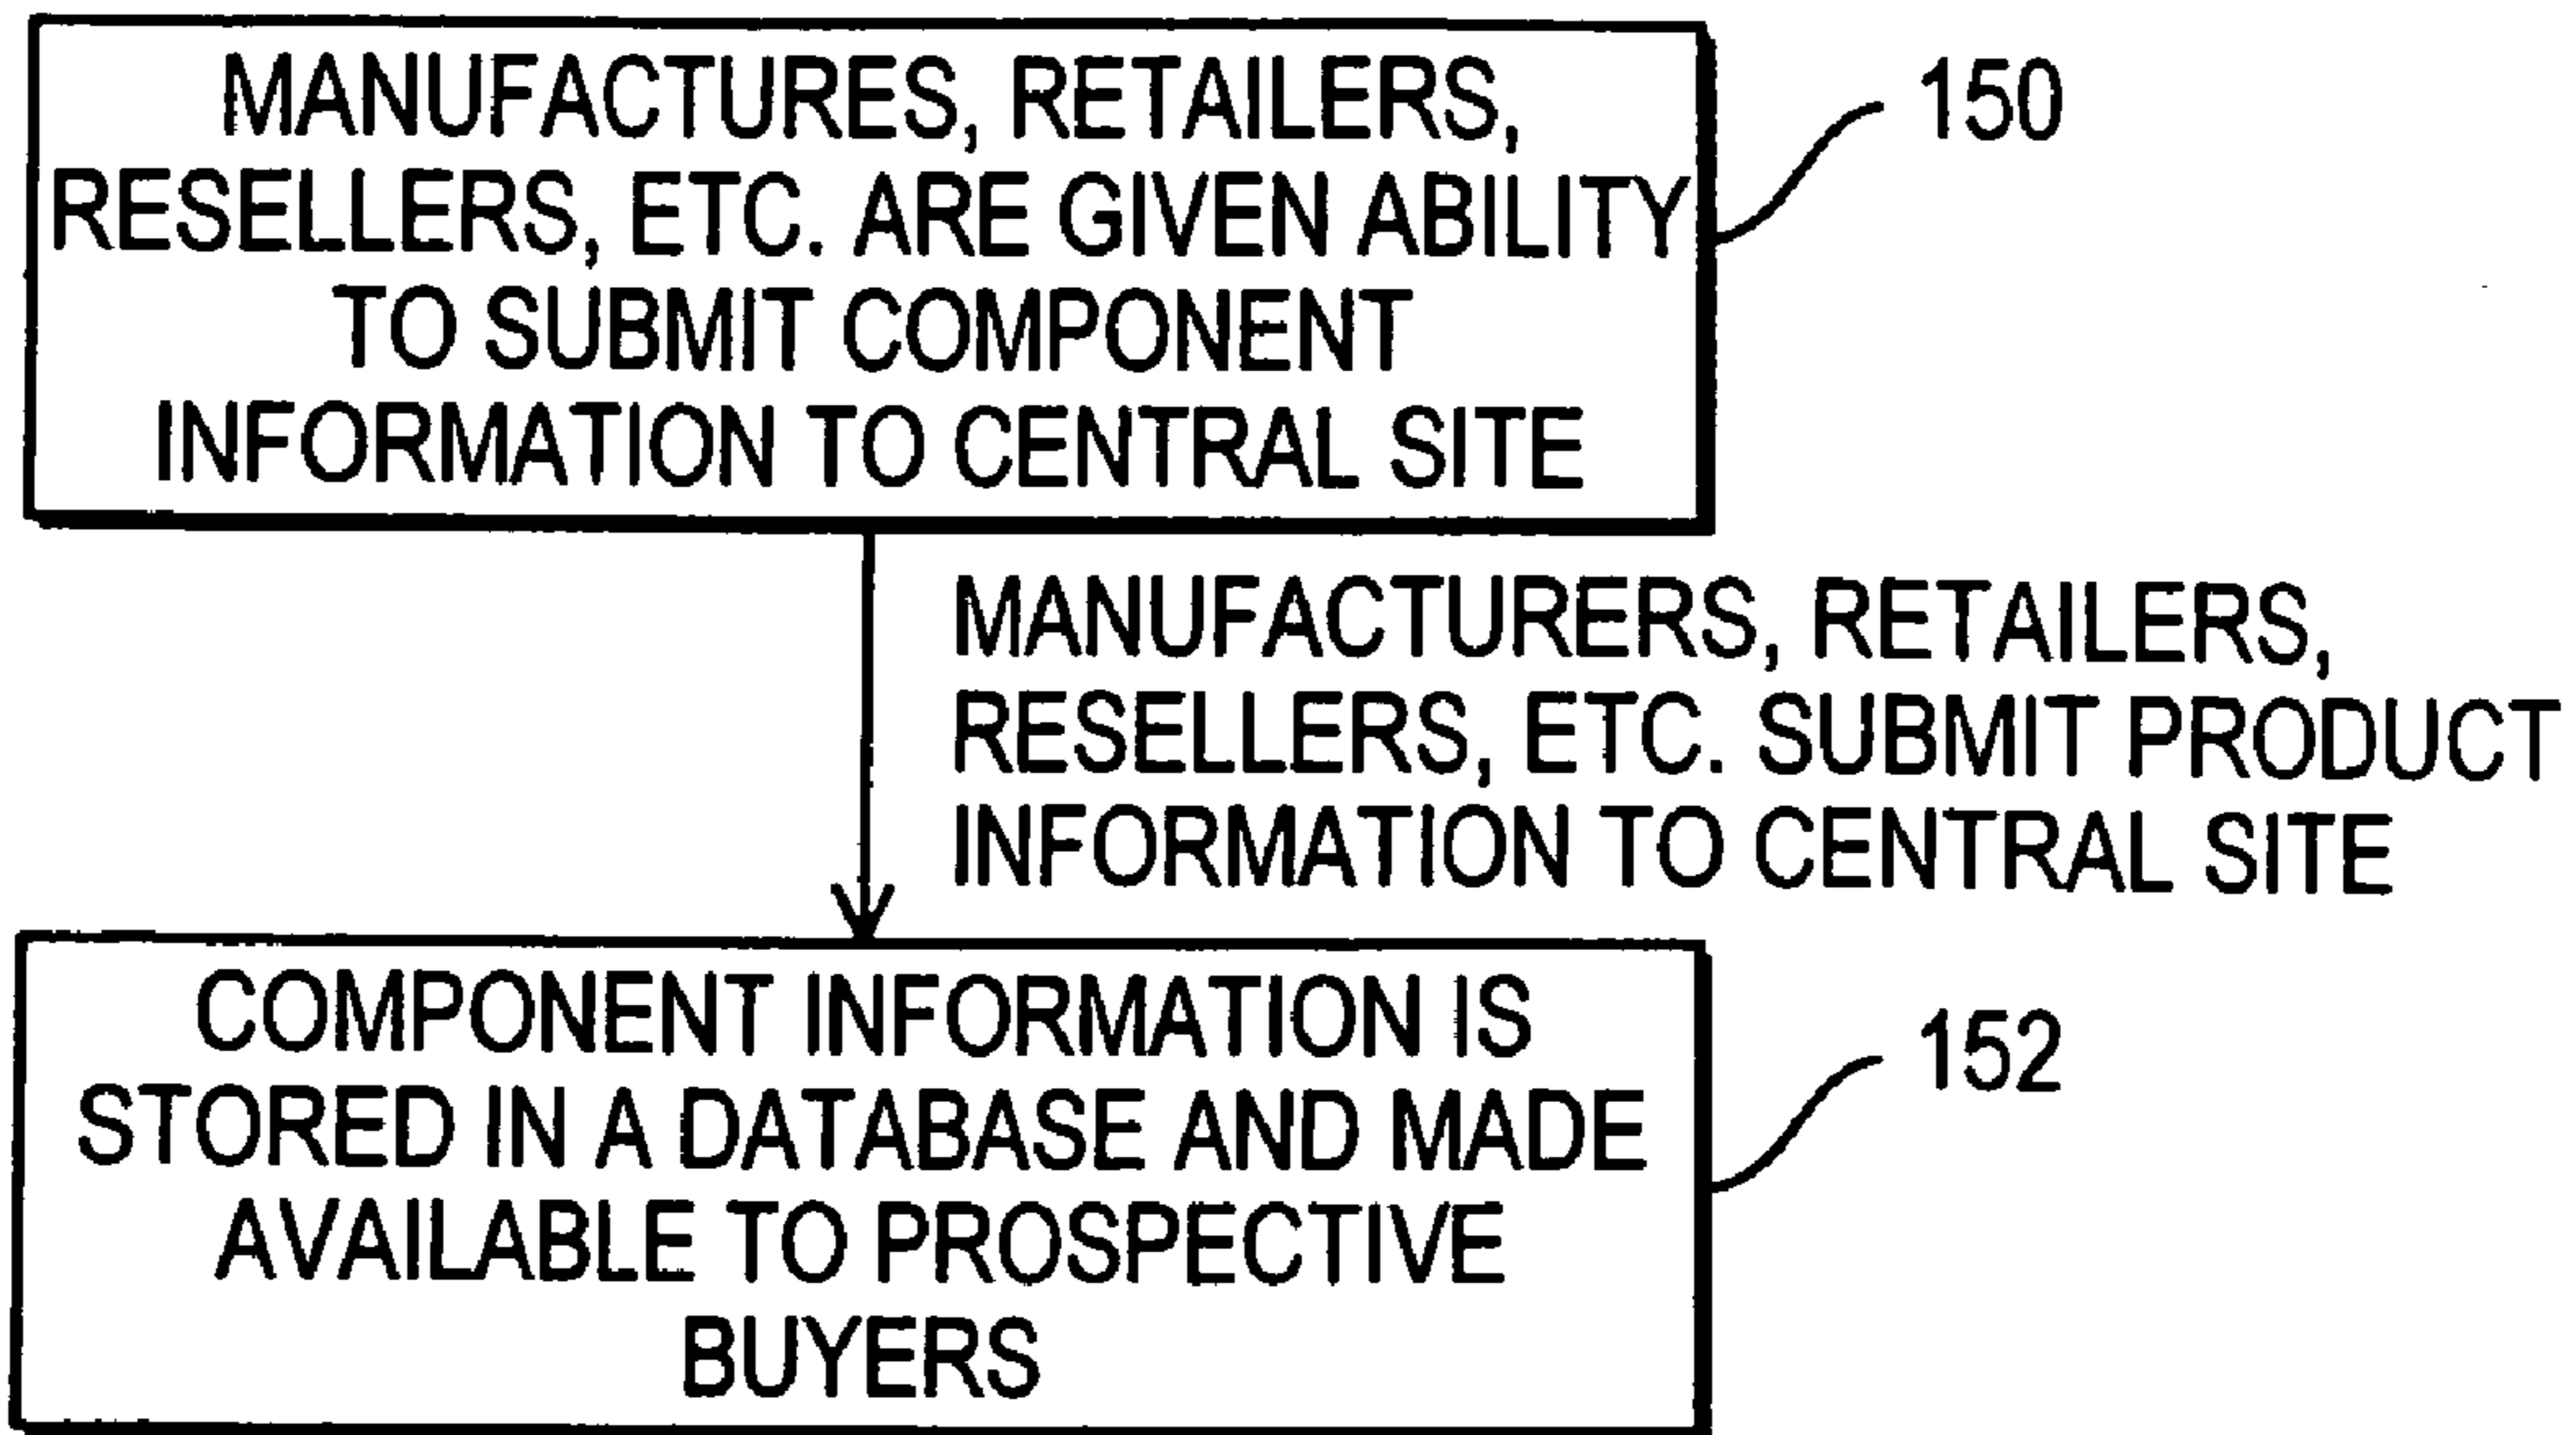 MANUFACTURES, RETAILERS,
RESELLERS, ETC. ARE GIVEN ABILITY
TO SUBMIT COMPONENT
INFORMATION TO CENTRAL SITE
150
MANUFACTURERS, RETAILERS,
RESELLERS, ETC. SUBMIT PRODUCT
INFORMATION TO CENTRAL SITE
COMPONENT INFORMATION IS
STORED IN A DATABASE AND MADE
AVAILABLE TO PROSPECTIVE
BUYERS
152